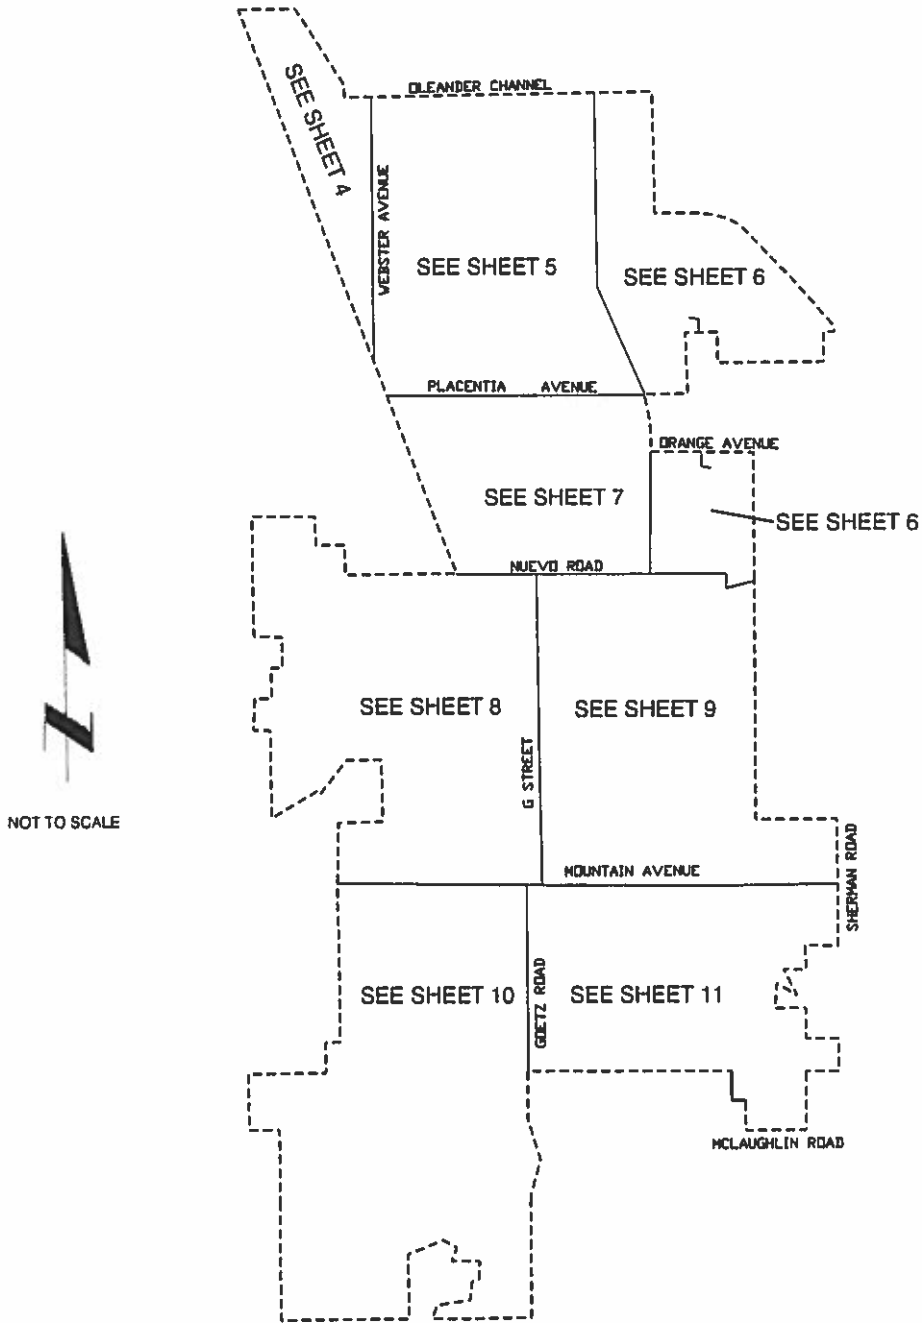 OLEANDER CHANNEL
SEE SHEET 4
WEBSTER AVENUE
SEE SHEET 5
SEE SHEET 6
PLACENTIA AVENUE
ORANGE AVENUE
SEE SHEET 7
SEE SHEET 6
NUEVO ROAD
SEE SHEET 8
SEE SHEET 9
G STREET
NOT TO SCALE
MOUNTAIN AVENUE
SHERMAN ROAD
SEE SHEET 10
GOETZ ROAD
SEE SHEET 11
MCLAUGHLIN ROAD